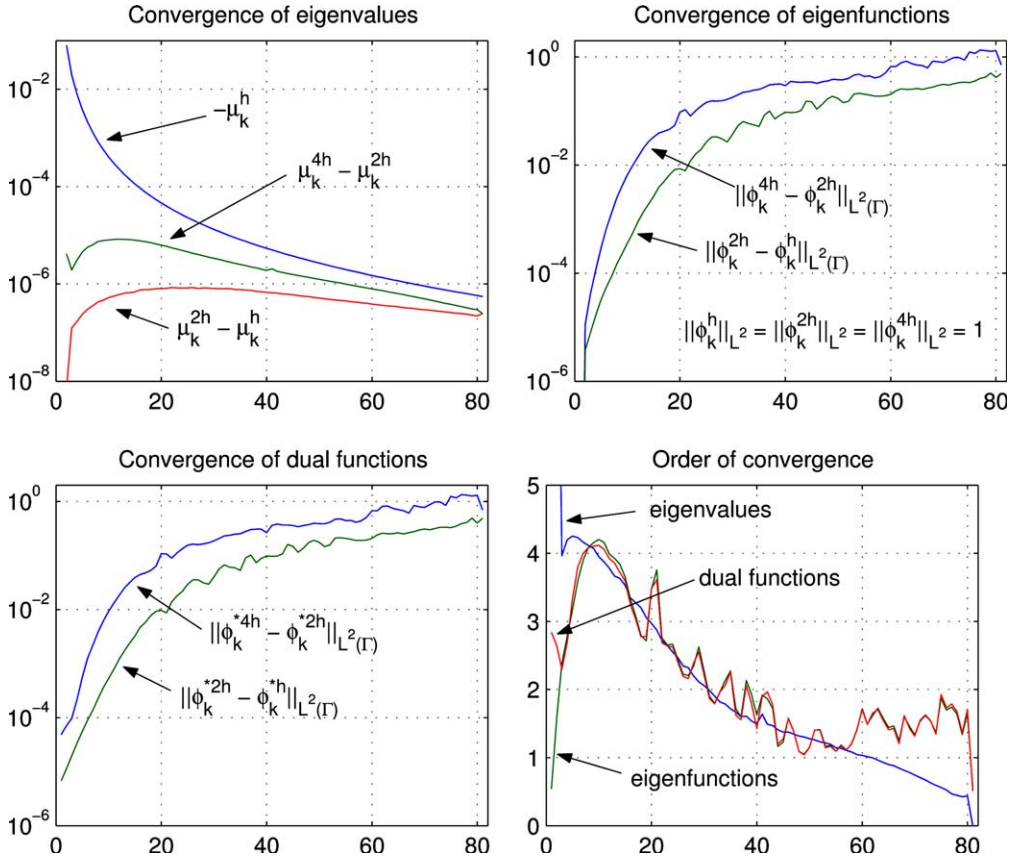 Convergence of eigenvalues
10^-2
10^-4
10^-6
10^-8
0 20 40 60 80
−μ_k^h
μ_k^4h − μ_k^2h
μ_k^2h − μ_k^h
Convergence of eigenfunctions
10^0
10^-2
10^-4
10^-6
0 20 40 60 80
||ϕ_k^4h − ϕ_k^2h||_L^2(Γ)
||ϕ_k^2h − ϕ_k^h||_L^2(Γ)
||ϕ_k^h||_L^2 = ||ϕ_k^2h||_L^2 = ||ϕ_k^4h||_L^2 = 1
Convergence of dual functions
10^0
10^-2
10^-4
10^-6
0 20 40 60 80
||ϕ_k^*4h − ϕ_k^*2h||_L^2(Γ)
||ϕ_k^*2h − ϕ_k^*h||_L^2(Γ)
Order of convergence
5
4
3
2
1
0
0 20 40 60 80
eigenvalues
dual functions
eigenfunctions